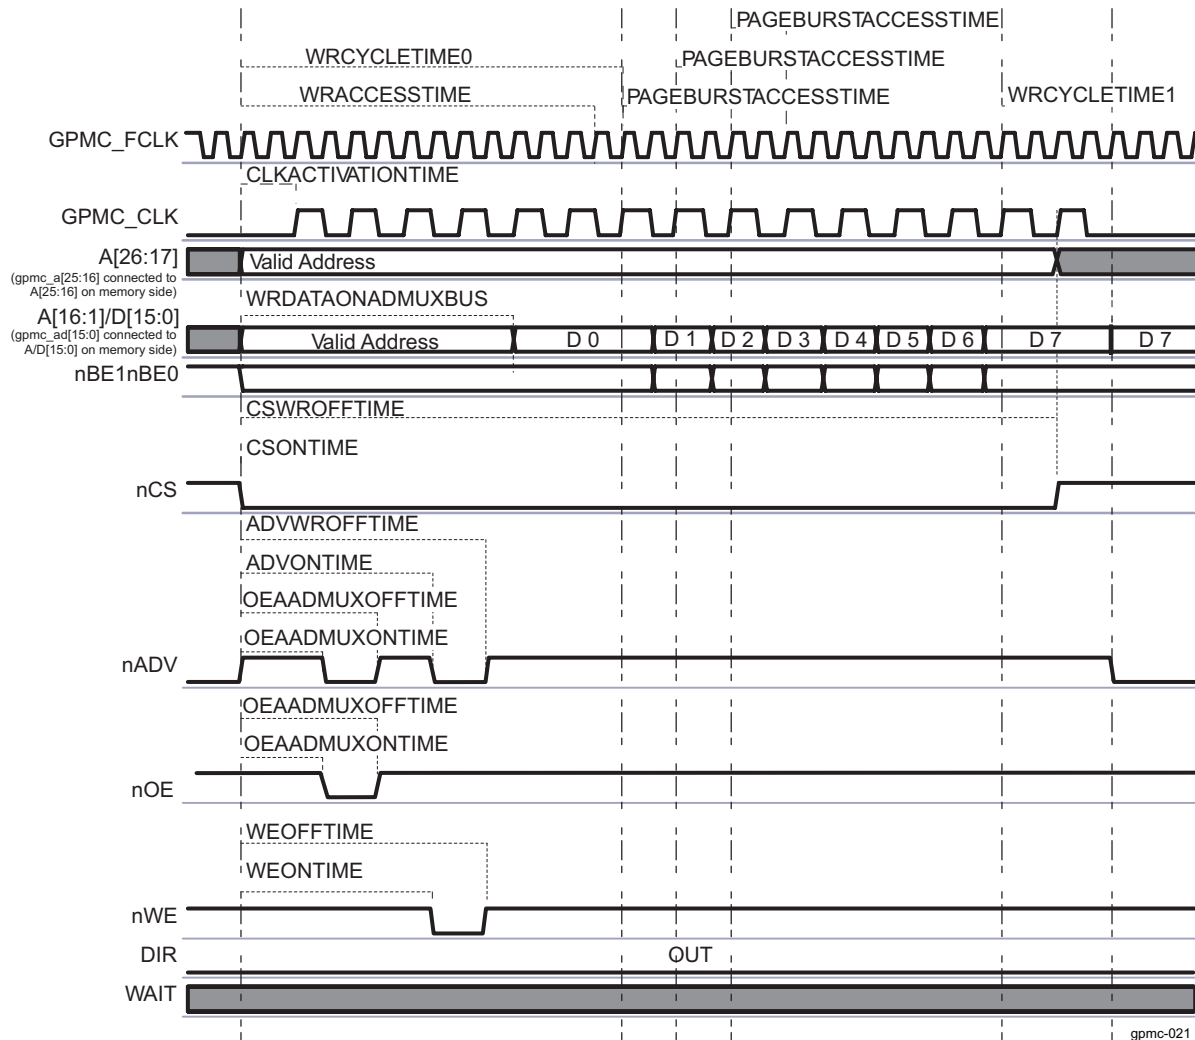 PAGEBURSTACCESSTIME
WRCYCLETIME0
PAGEBURSTACCESSTIME
WRACCESSTIME
PAGEBURSTACCESSTIME
WRCYCLETIME1
GPMC_FCLK
CLKACTIVATIONTIME
GPMC_CLK
A[26:17]
Valid Address
(gpmc_a[25:16] connected to
A[25:16] on memory side)
WRDATAONADMUXBUS
A[16:1]/D[15:0]
(gpmc_ad[15:0] connected to
A/D[15:0] on memory side)
Valid Address D 0 D 1 D 2 D 3 D 4 D 5 D 6 D 7 D 7
nBE1nBE0
CSWROFFTIME
CSONTIME
nCS
ADVWROFFTIME
ADVONTIME
OEAADMUXOFFTIME
OEAADMUXONTIME
nADV
OEAADMUXOFFTIME
OEAADMUXONTIME
nOE
WEOFFTIME
WEONTIME
nWE
DIR OUT
WAIT
gpmc-021